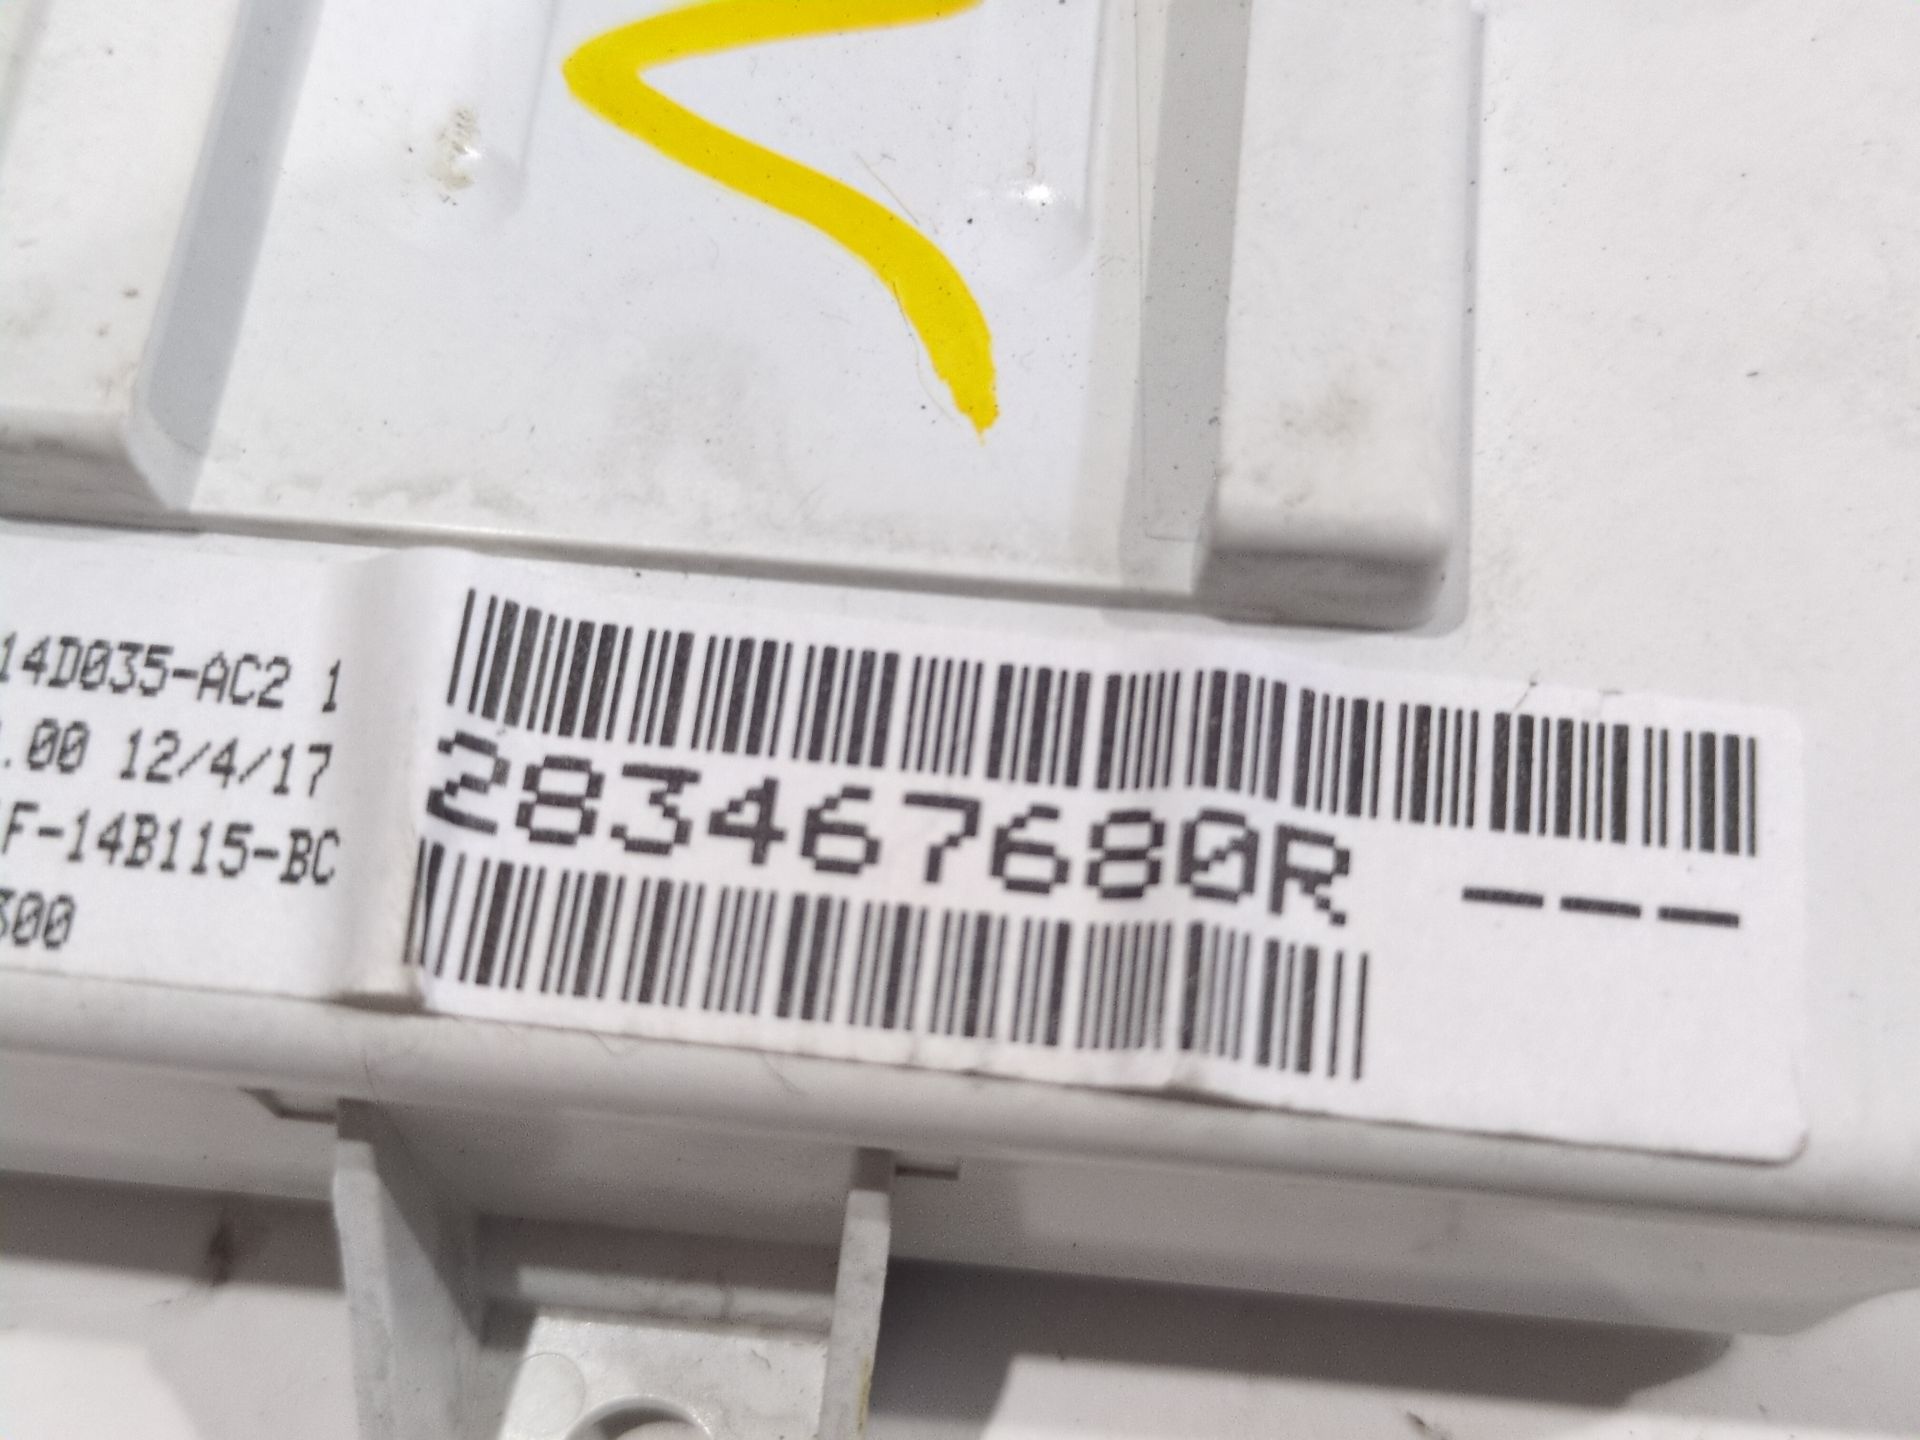 14D035-AC2 1
.00 12/4/17
F-14B115-BC
300
283467680R ---